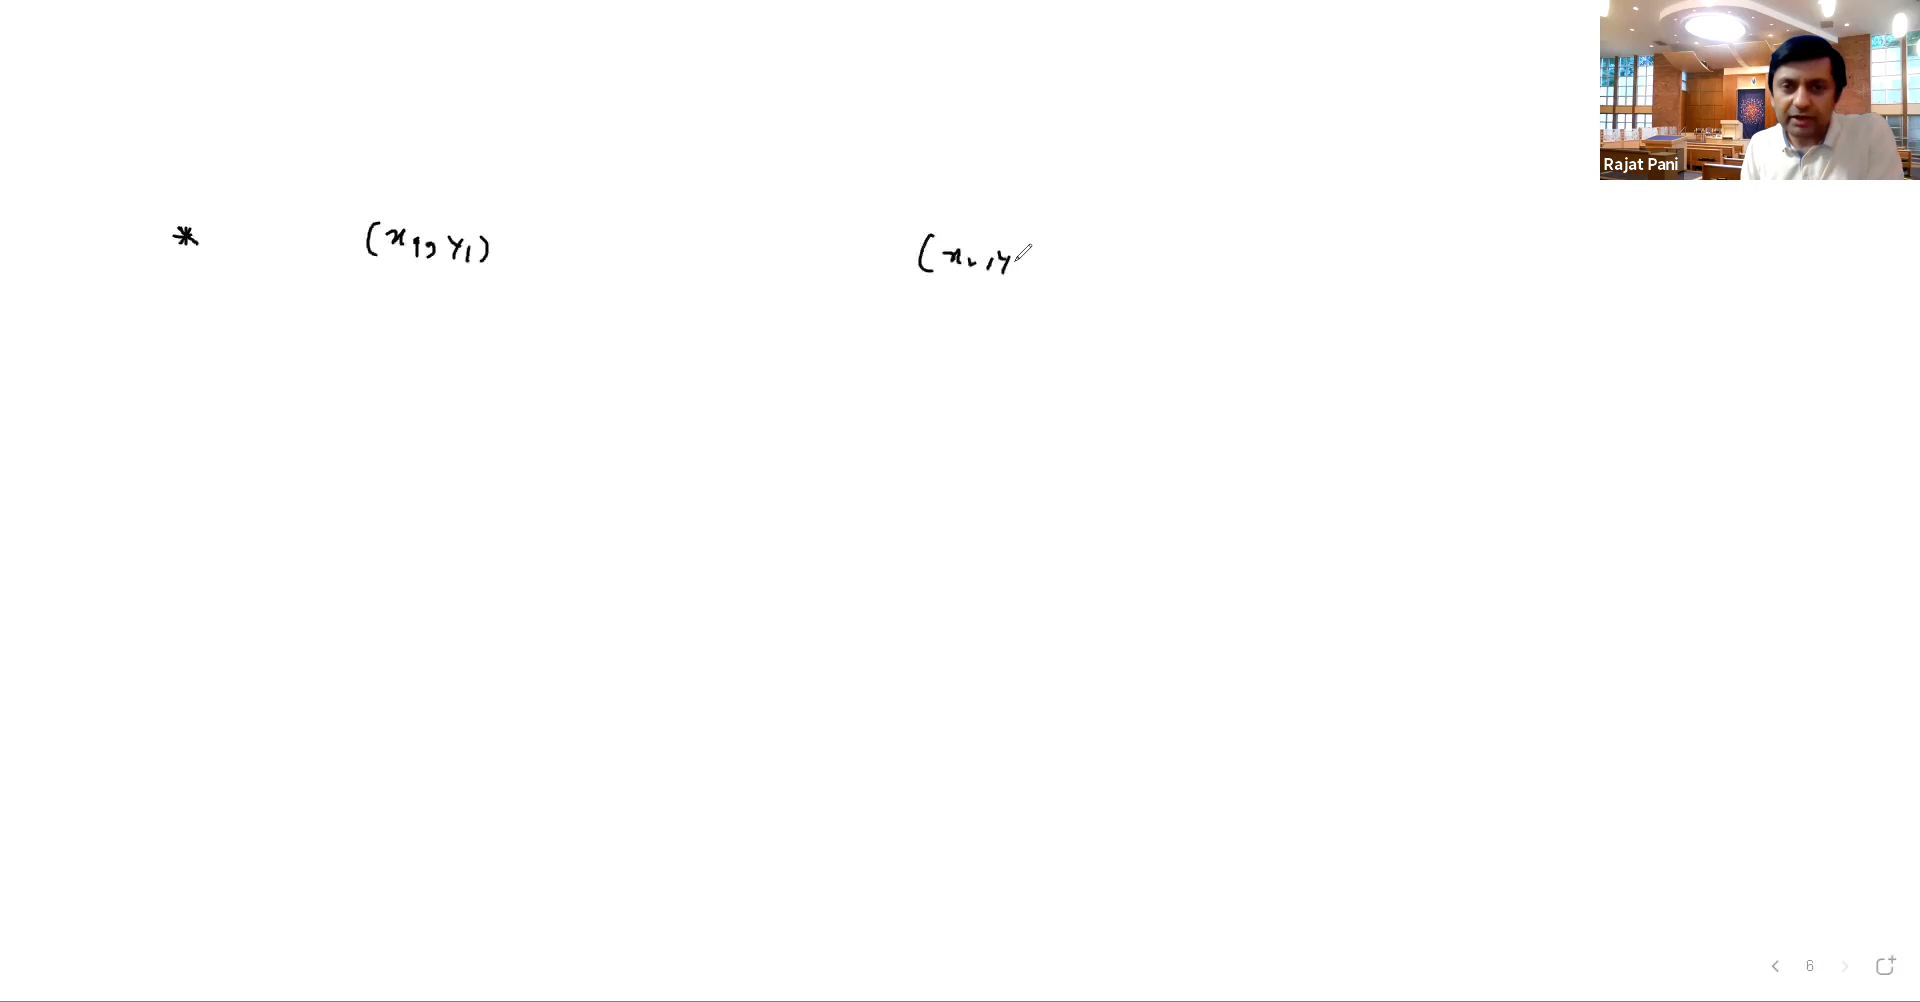 Rajat Pani
* (x₁, y₁) (x₂, y
6